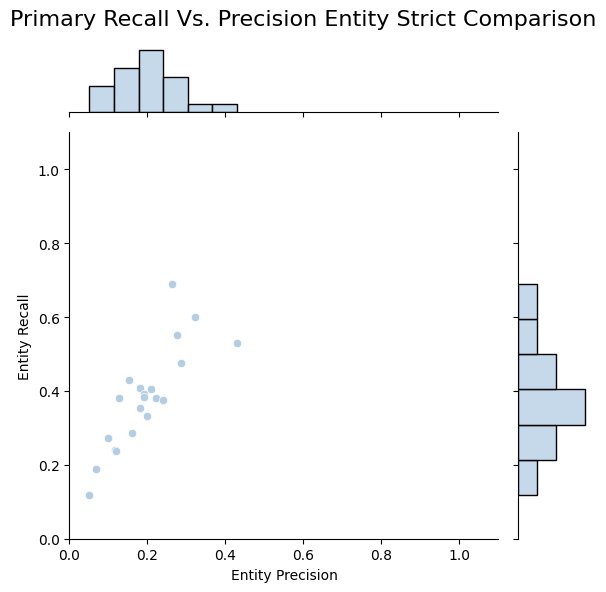 Primary Recall Vs. Precision Entity Strict Comparison
1.0
0.8
0.6
0.4
0.2
0.0
Entity Recall
0.0 0.2 0.4 0.6 0.8 1.0
Entity Precision